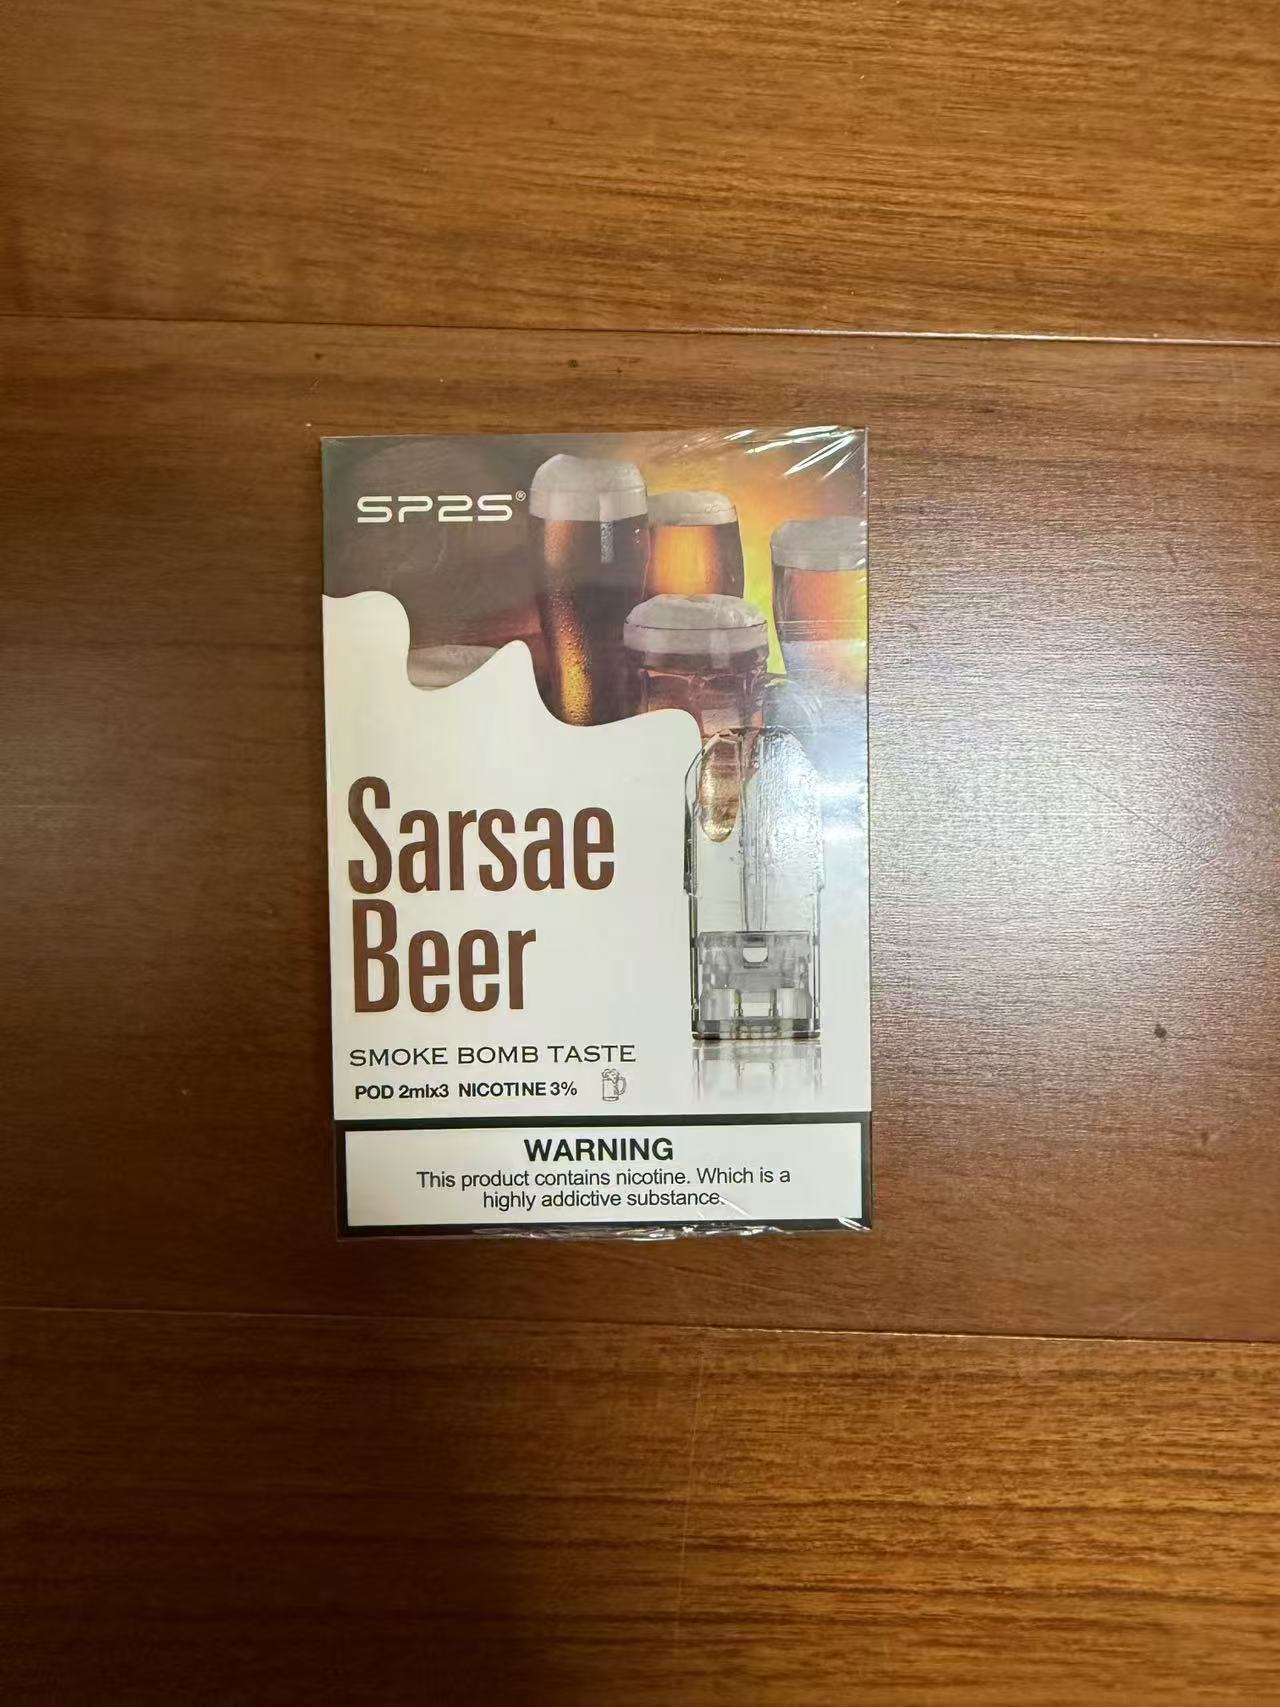 SP2S®
Sarsae
Beer
SMOKE BOMB TASTE
POD 2mlx3 NICOTINE 3%
WARNING
This product contains nicotine. Which is a
highly addictive substance.